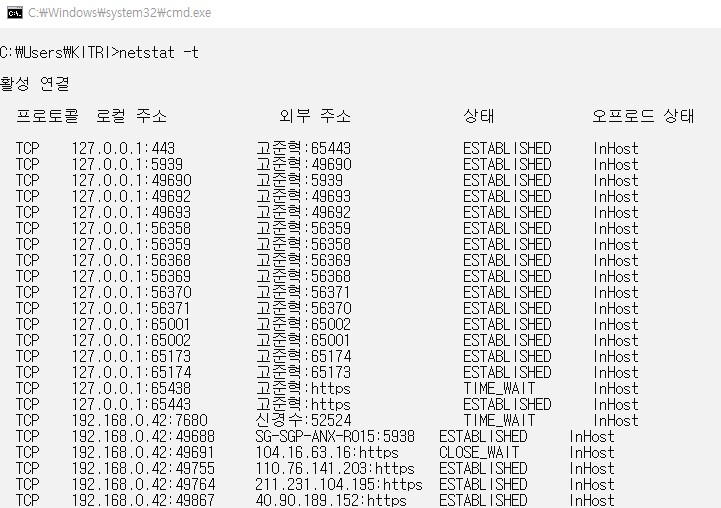 C:\Windows\system32\cmd.exe
C:\Users\KITRI>netstat -t
활성 연결
프로토콜 로컬 주소 외부 주소 상태 오프로드 상태
TCP 127.0.0.1:443 고준혁:65443 ESTABLISHED InHost
TCP 127.0.0.1:5939 고준혁:49690 ESTABLISHED InHost
TCP 127.0.0.1:49690 고준혁:5939 ESTABLISHED InHost
TCP 127.0.0.1:49692 고준혁:49693 ESTABLISHED InHost
TCP 127.0.0.1:49693 고준혁:49692 ESTABLISHED InHost
TCP 127.0.0.1:56358 고준혁:56359 ESTABLISHED InHost
TCP 127.0.0.1:56359 고준혁:56358 ESTABLISHED InHost
TCP 127.0.0.1:56368 고준혁:56369 ESTABLISHED InHost
TCP 127.0.0.1:56369 고준혁:56368 ESTABLISHED InHost
TCP 127.0.0.1:56370 고준혁:56371 ESTABLISHED InHost
TCP 127.0.0.1:56371 고준혁:56370 ESTABLISHED InHost
TCP 127.0.0.1:65001 고준혁:65002 ESTABLISHED InHost
TCP 127.0.0.1:65002 고준혁:65001 ESTABLISHED InHost
TCP 127.0.0.1:65173 고준혁:65174 ESTABLISHED InHost
TCP 127.0.0.1:65174 고준혁:65173 ESTABLISHED InHost
TCP 127.0.0.1:65438 고준혁:https TIME_WAIT InHost
TCP 127.0.0.1:65443 고준혁:https ESTABLISHED InHost
TCP 192.168.0.42:7680 신경수:52524 TIME_WAIT InHost
TCP 192.168.0.42:49688 SG-SGP-ANX-R015:5938 ESTABLISHED InHost
TCP 192.168.0.42:49691 104.16.63.16:https CLOSE_WAIT InHost
TCP 192.168.0.42:49755 110.76.141.203:https ESTABLISHED InHost
TCP 192.168.0.42:49764 211.231.104.195:https ESTABLISHED InHost
TCP 192.168.0.42:49867 40.90.189.152:https ESTABLISHED InHost